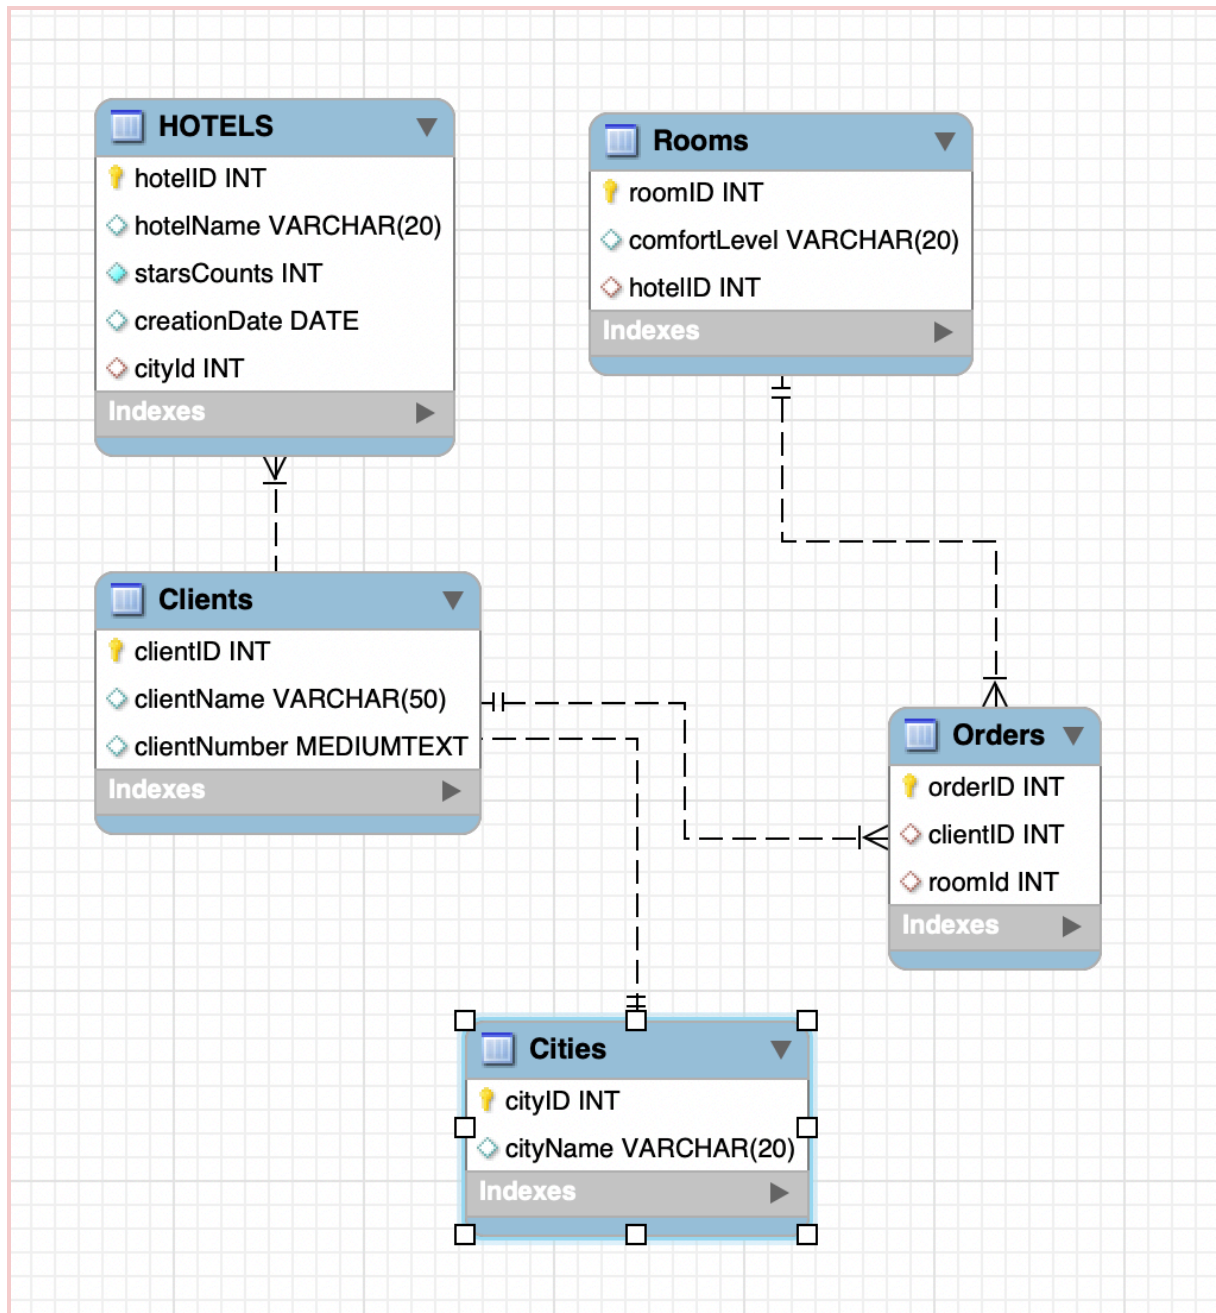 HOTELS
hotelID INT
hotelName VARCHAR(20)
starsCounts INT
creationDate DATE
cityId INT
Indexes
Rooms
roomID INT
comfortLevel VARCHAR(20)
hotelID INT
Indexes
Clients
clientID INT
clientName VARCHAR(50)
clientNumber MEDIUMTEXT
Indexes
Orders
orderID INT
clientID INT
roomId INT
Indexes
Cities
cityID INT
cityName VARCHAR(20)
Indexes